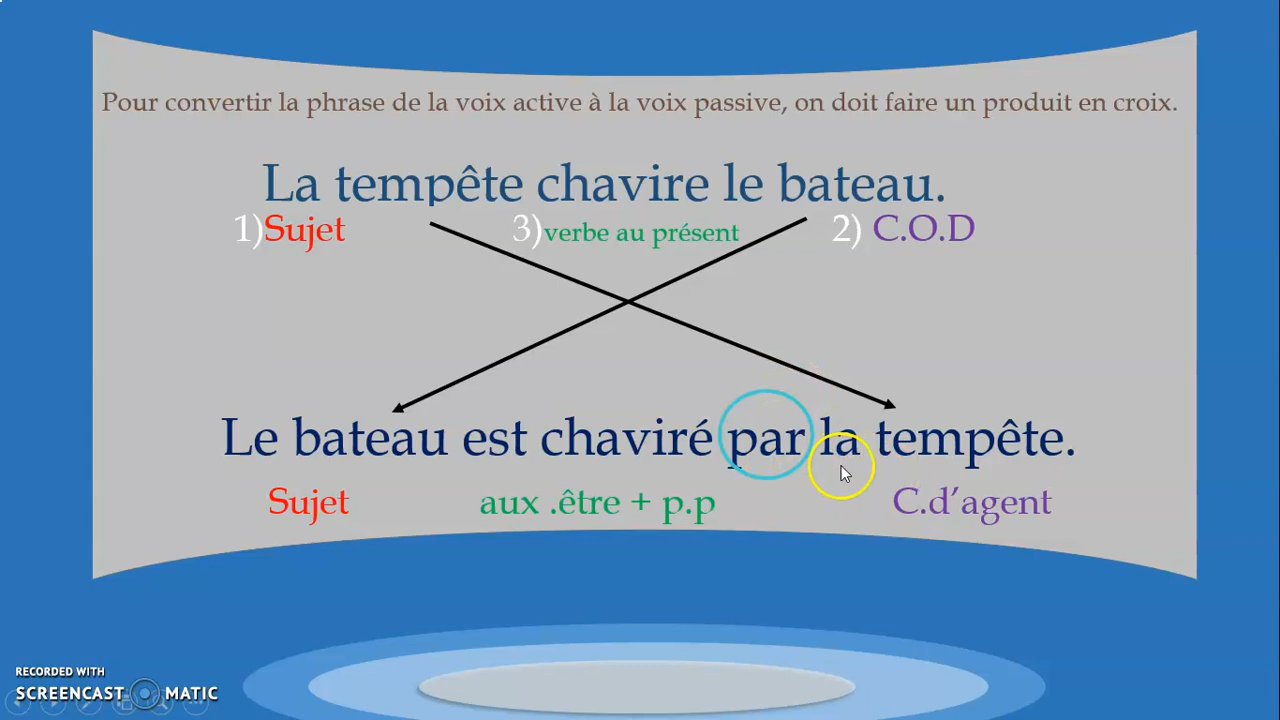 Pour convertir la phrase de la voix active à la voix passive, on doit faire un produit en croix.
La tempête chavire le bateau.
1)Sujet 3)verbe au présent 2) C.O.D
Le bateau est chaviré par la tempête.
Sujet aux .être + p.p C.d’agent
RECORDED WITH
SCREENCAST MATIC